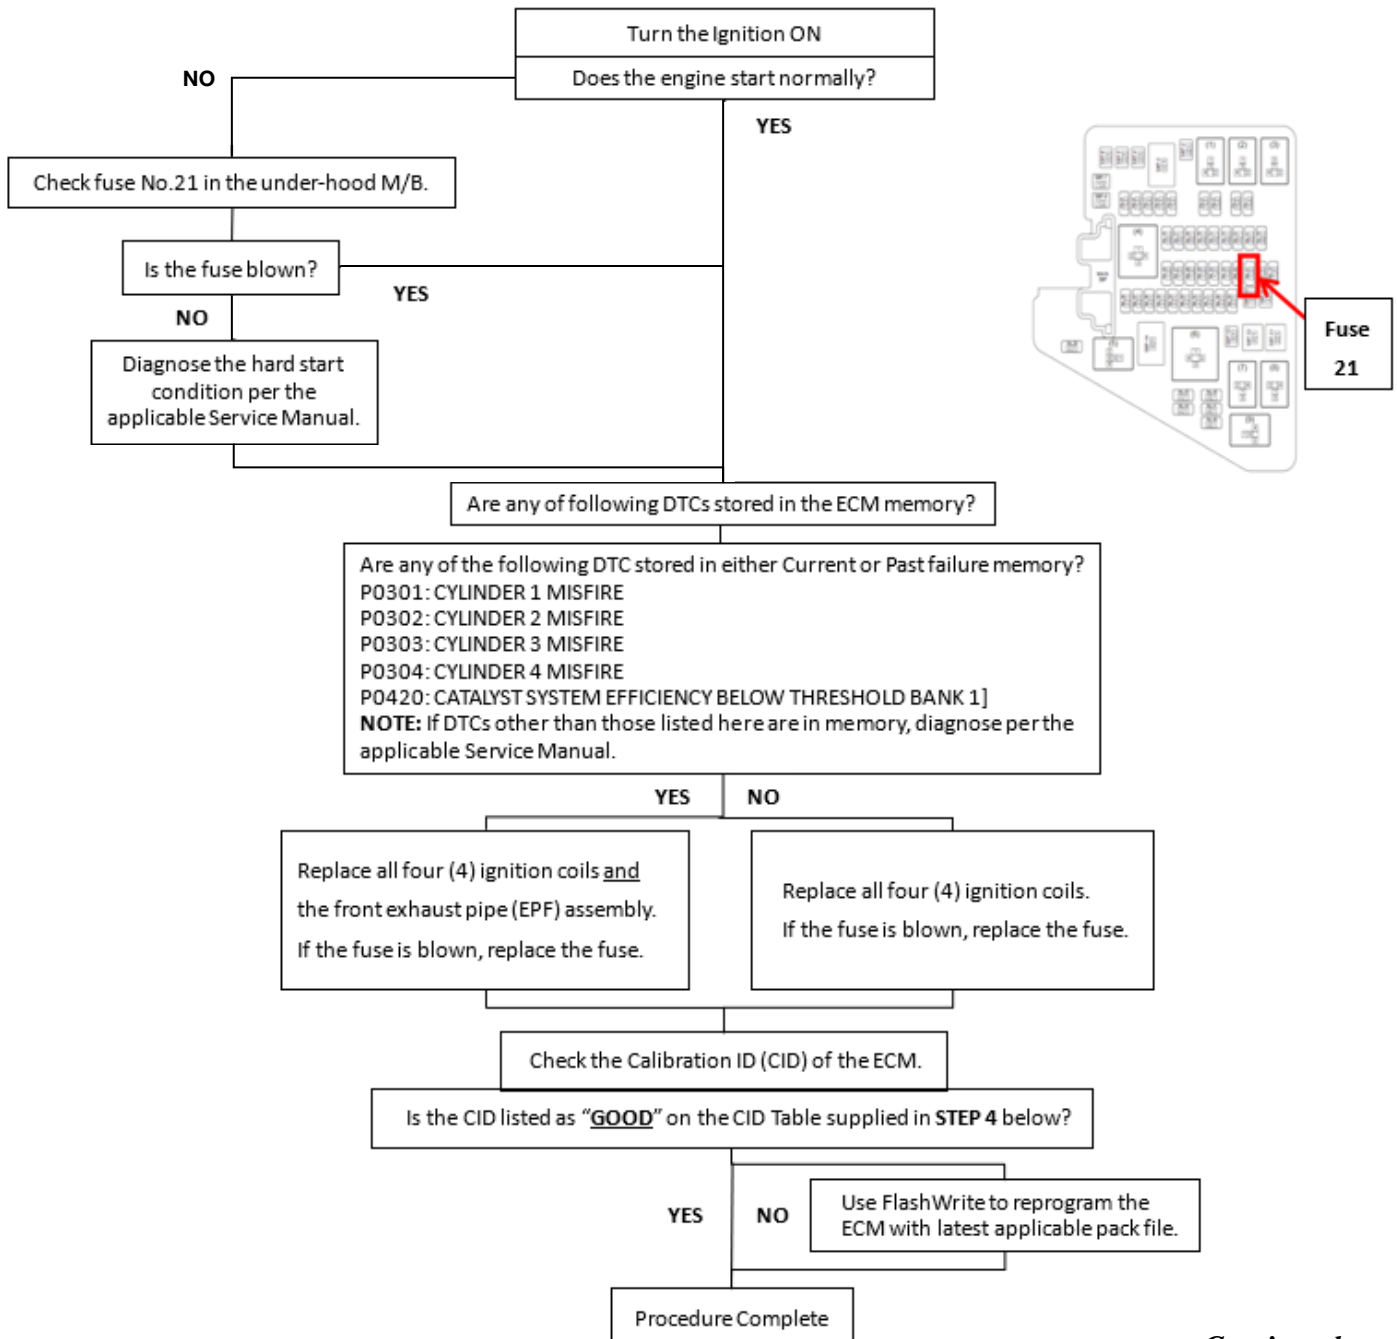 Turn the Ignition ON
Does the engine start normally?
NO
YES
Check fuse No.21 in the under-hood M/B.
Is the fuse blown?
YES
NO
Diagnose the hard start
condition per the
applicable Service Manual.
Fuse
21
Are any of following DTCs stored in the ECM memory?
Are any of the following DTC stored in either Current or Past failure memory?
P0301: CYLINDER 1 MISFIRE
P0302: CYLINDER 2 MISFIRE
P0303: CYLINDER 3 MISFIRE
P0304: CYLINDER 4 MISFIRE
P0420: CATALYST SYSTEM EFFICIENCY BELOW THRESHOLD BANK 1]
NOTE: If DTCs other than those listed here are in memory, diagnose per the
applicable Service Manual.
YES
NO
Replace all four (4) ignition coils and
the front exhaust pipe (EPF) assembly.
If the fuse is blown, replace the fuse.
Replace all four (4) ignition coils.
If the fuse is blown, replace the fuse.
Check the Calibration ID (CID) of the ECM.
Is the CID listed as “GOOD” on the CID Table supplied in STEP 4 below?
YES
NO
Use FlashWrite to reprogram the
ECM with latest applicable pack file.
Procedure Complete